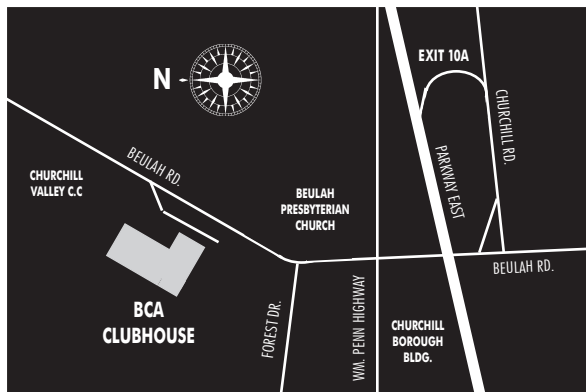 EXIT 10A
N
CHURCHILL RD.
BEULAH RD.
CHURCHILL
VALLEY C.C
PARKWAY EAST
BEULAH
PRESBYTERIAN
CHURCH
BEULAH RD.
BCA
CLUBHOUSE
FOREST DR.
WM. PENN HIGHWAY
CHURCHILL
BOROUGH
BLDG.